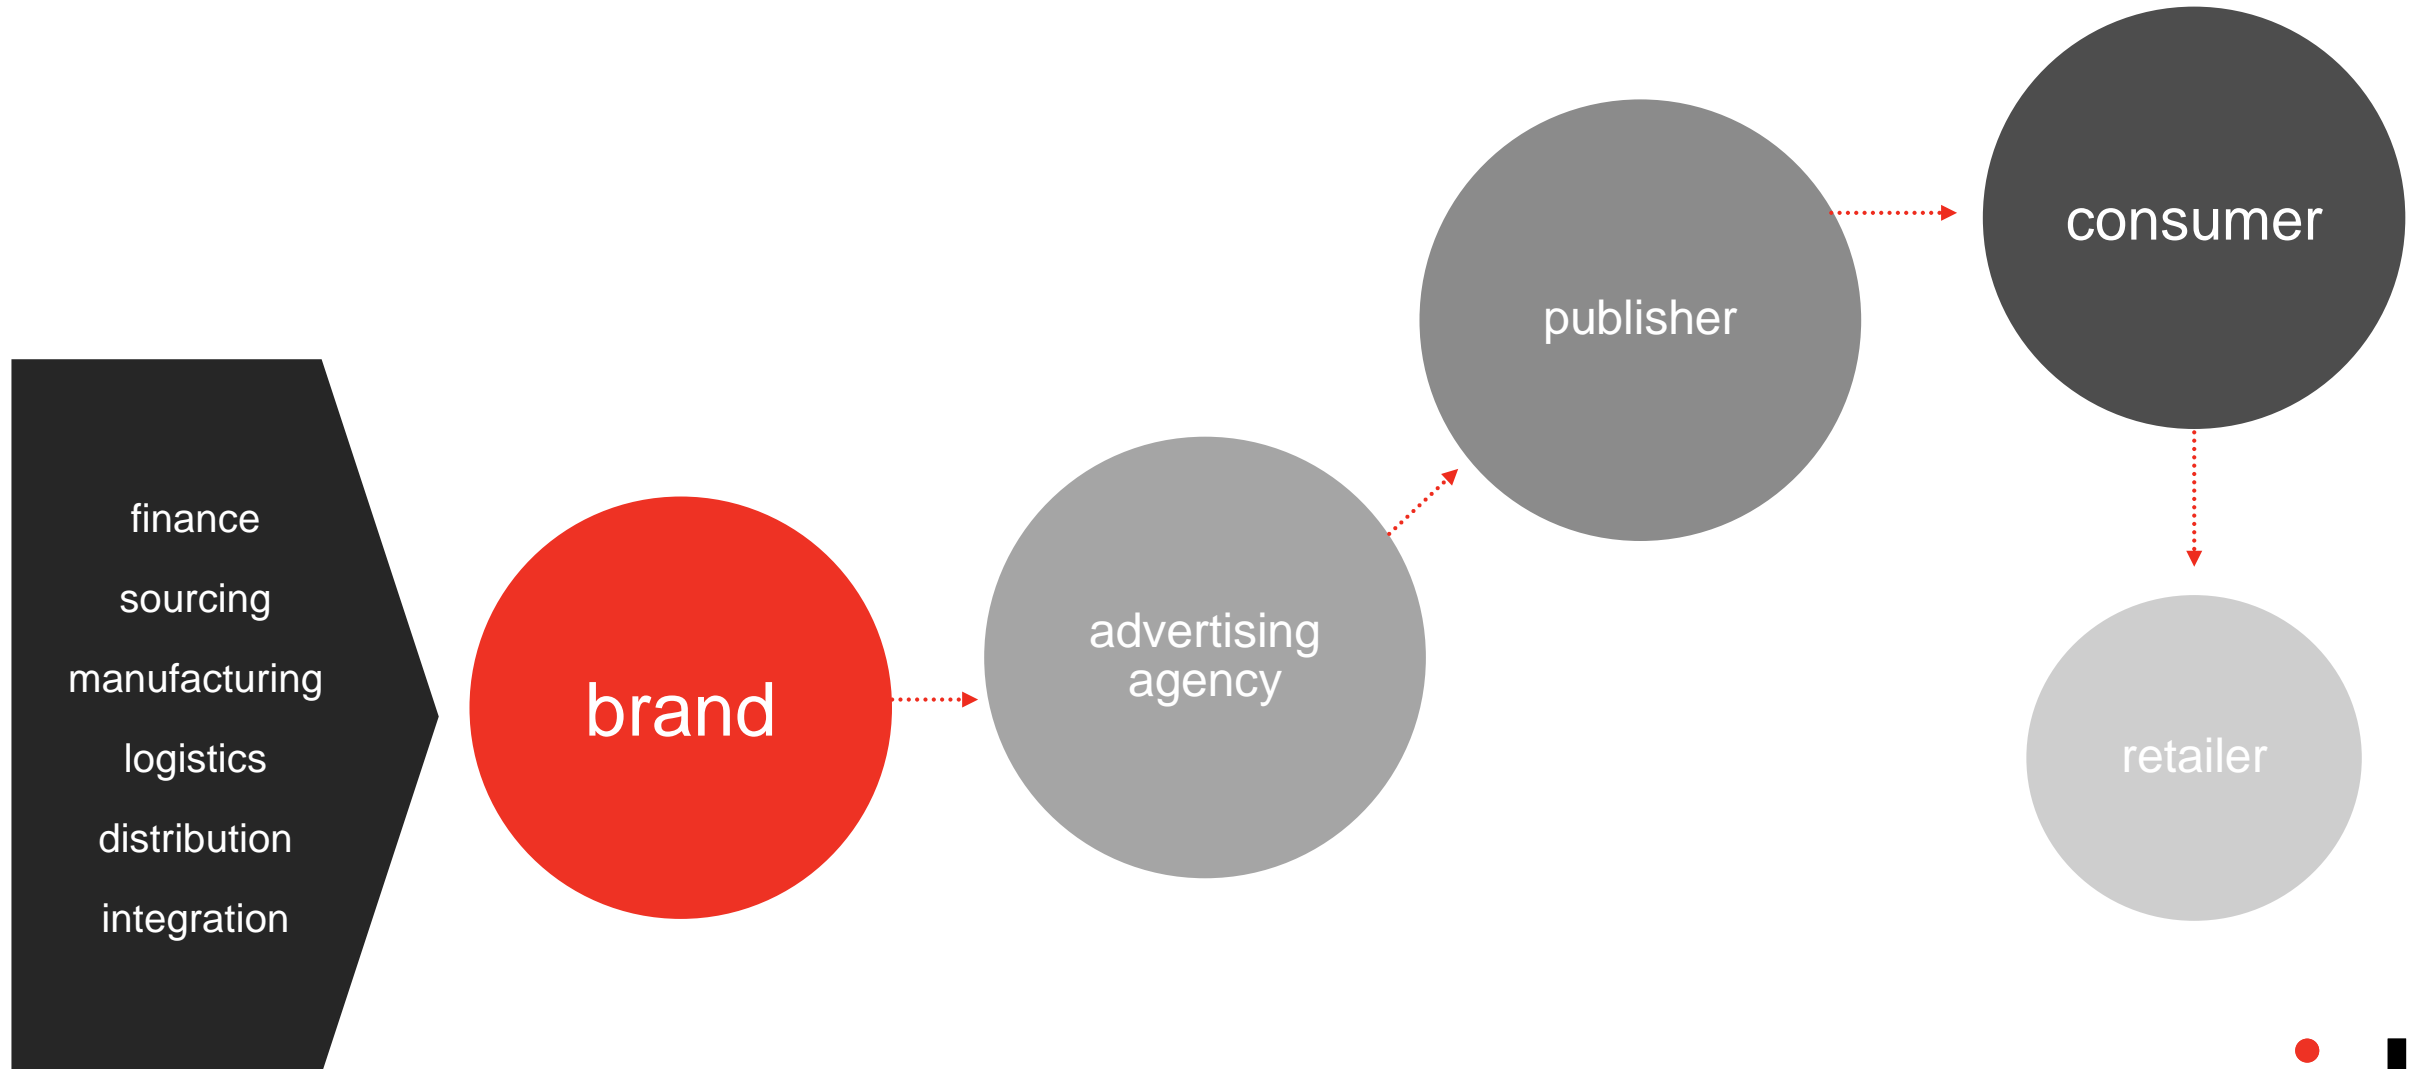 finance
sourcing
manufacturing
logistics
distribution
integration
brand
advertising
agency
publisher
consumer
retailer